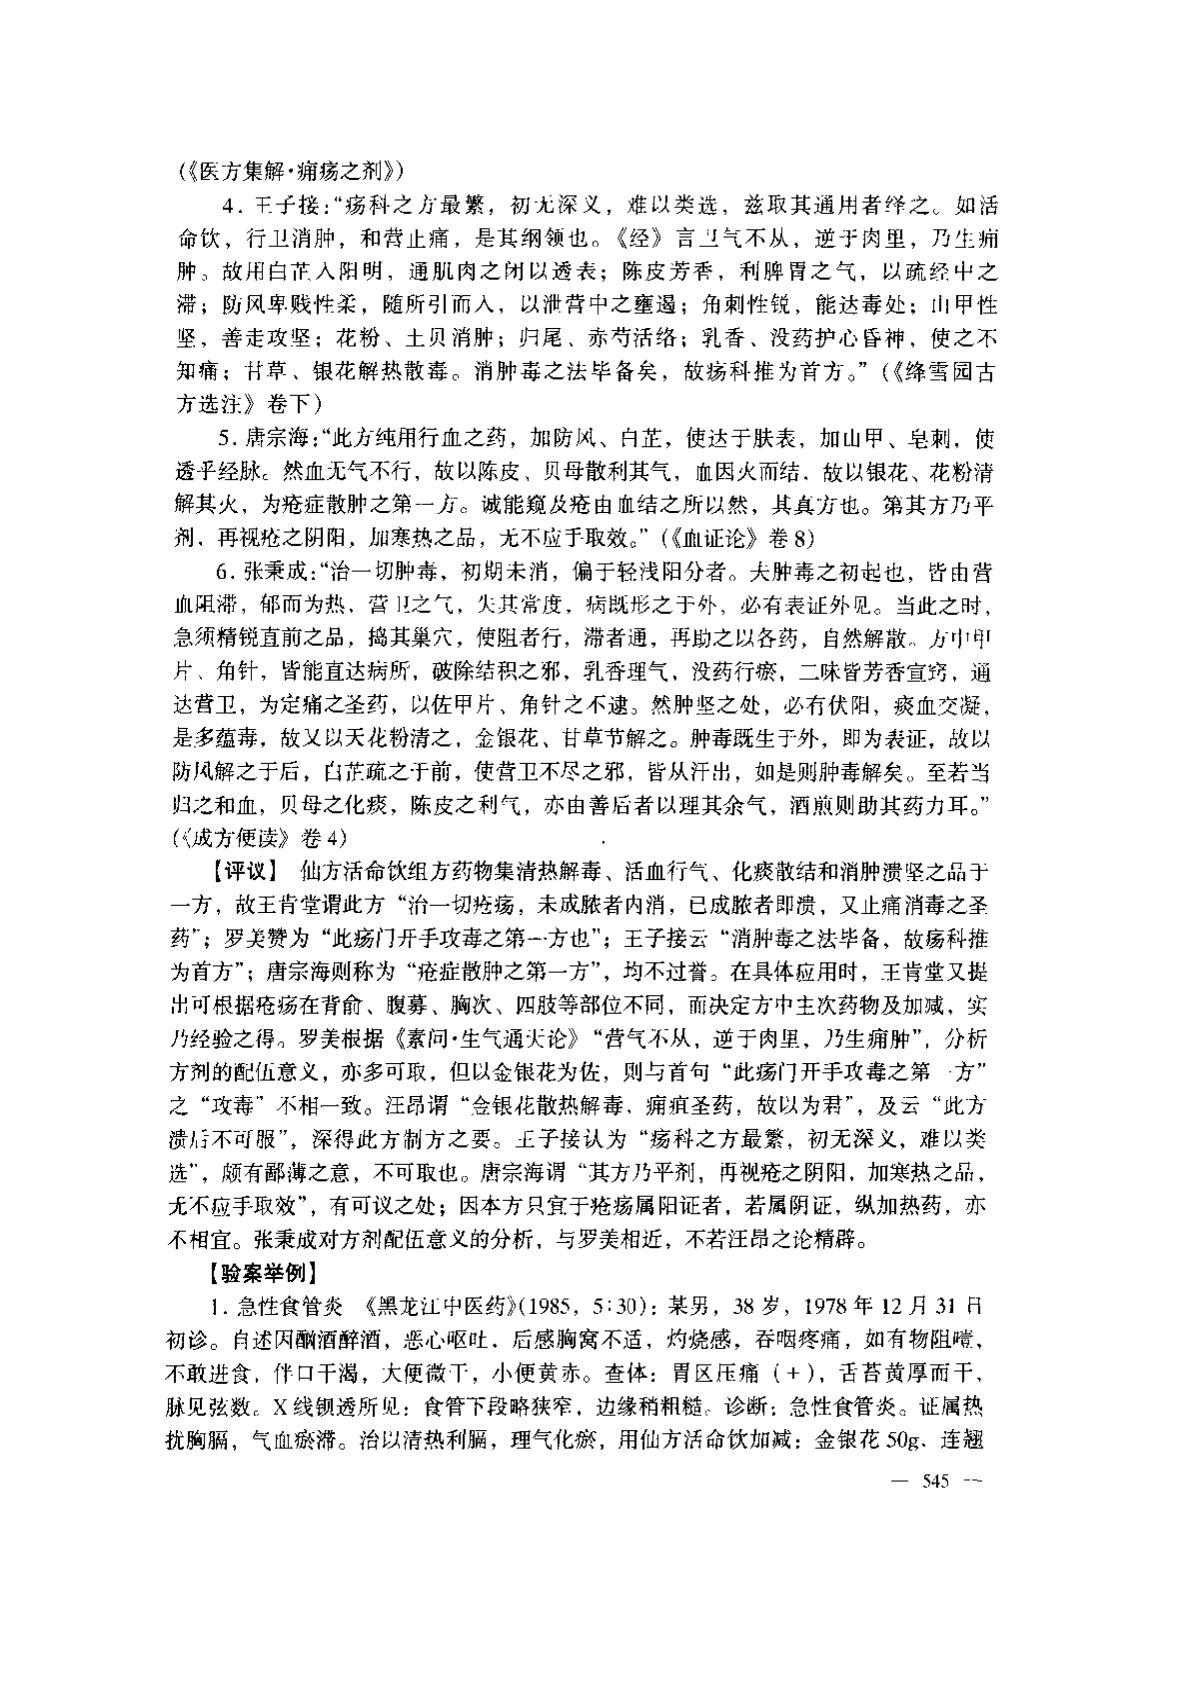 (《医方集解·痈疡之剂》)
4. 王子接:“疡科之方最繁，初无深义，难以类选，兹取其通用者绎之。如活
命饮，行卫消肿，和营止痛，是其纲领也。《经》言卫气不从，逆于肉里，乃生痈
肿。故用白芷入阳明，通肌肉之闭以透表；陈皮芳香，利脾胃之气，以疏经中之
滞；防风卑贱性柔，随所引而入，以泄营中之壅遏；角刺性锐，能达毒处；山甲性
坚，善走攻坚；花粉、土贝消肿；归尾、赤芍活络；乳香、没药护心昏神，使之不
知痛；甘草、银花解热散毒。消肿毒之法毕备矣，故疡科推为首方。”(《绛雪园古
方选注》卷下)
5. 唐宗海:“此方纯用行血之药，加防风、白芷，使达于肤表，加山甲、皂刺，使
透乎经脉。然血无气不行，故以陈皮、贝母散利其气，血因火而结，故以银花、花粉清
解其火，为疮症散肿之第一方。诚能窥及疮由血结之所以然，其真方也。第其方乃平
剂，再视疮之阴阳，加寒热之品，无不应手取效。”(《血证论》卷8)
6. 张秉成:“治一切肿毒，初期未消，偏于轻浅阳分者。夫肿毒之初起也，皆由营
血阻滞，郁而为热，营卫之气，失其常度，病既形之于外，必有表证外见。当此之时，
急须精锐直前之品，捣其巢穴，使阻者行，滞者通，再助之以各药，自然解散。方中甲
片、角针，皆能直达病所，破除结积之邪，乳香理气，没药行瘀，二味皆芳香宣窍，通
达营卫，为定痛之圣药，以佐甲片、角针之不逮。然肿坚之处，必有伏阳，痰血交凝，
是多蕴毒，故又以天花粉清之，金银花、甘草节解之。肿毒既生于外，即为表证，故以
防风解之于后，白芷疏之于前，使营卫不尽之邪，皆从汗出，如是则肿毒解矣。至若当
归之和血，贝母之化痰，陈皮之利气，亦由善后者以理其余气，酒煎则助其药力耳。”
(《成方便读》卷4)
【评议】 仙方活命饮组方药物集清热解毒、活血行气、化痰散结和消肿溃坚之品于
一方，故王肯堂谓此方“治一切疮疡，未成脓者内消，已成脓者即溃，又止痛消毒之圣
药”；罗美赞为“此疡门开手攻毒之第一方也”；王子接云“消肿毒之法毕备，故疡科推
为首方”；唐宗海则称为“疮症散肿之第一方”，均不过誉。在具体应用时，王肯堂又提
出可根据疮疡在背俞、腹募、胸次、四肢等部位不同，而决定方中主次药物及加减，实
乃经验之得。罗美根据《素问·生气通天论》“营气不从，逆于肉里，乃生痈肿”，分析
方剂的配伍意义，亦多可取，但以金银花为佐，则与首句“此疡门开手攻毒之第一方”
之“攻毒”不相一致。汪昂谓“金银花散热解毒，痈疽圣药，故以为君”，及云“此方
溃后不可服”，深得此方制方之要。王子接认为“疡科之方最繁，初无深义，难以类
选”，颇有鄙薄之意，不可取也。唐宗海谓“其方乃平剂，再视疮之阴阳，加寒热之品，
无不应手取效”，有可议之处；因本方只宜于疮疡属阳证者，若属阴证，纵加热药，亦
不相宜。张秉成对方剂配伍意义的分析，与罗美相近，不若汪昂之论精辟。
【验案举例】
1. 急性食管炎 《黑龙江中医药》(1985，5:30)：某男，38岁，1978年12月31日
初诊。自述因酗酒醉酒，恶心呕吐，后感胸窝不适，灼烧感，吞咽疼痛，如有物阻噎，
不敢进食，伴口干渴，大便微干，小便黄赤。查体：胃区压痛（+），舌苔黄厚而干，
脉见弦数。X线钡透所见：食管下段略狭窄，边缘稍粗糙。诊断：急性食管炎。证属热
扰胸膈，气血瘀滞。治以清热利膈，理气化瘀，用仙方活命饮加减：金银花50g、连翘
— 545 —